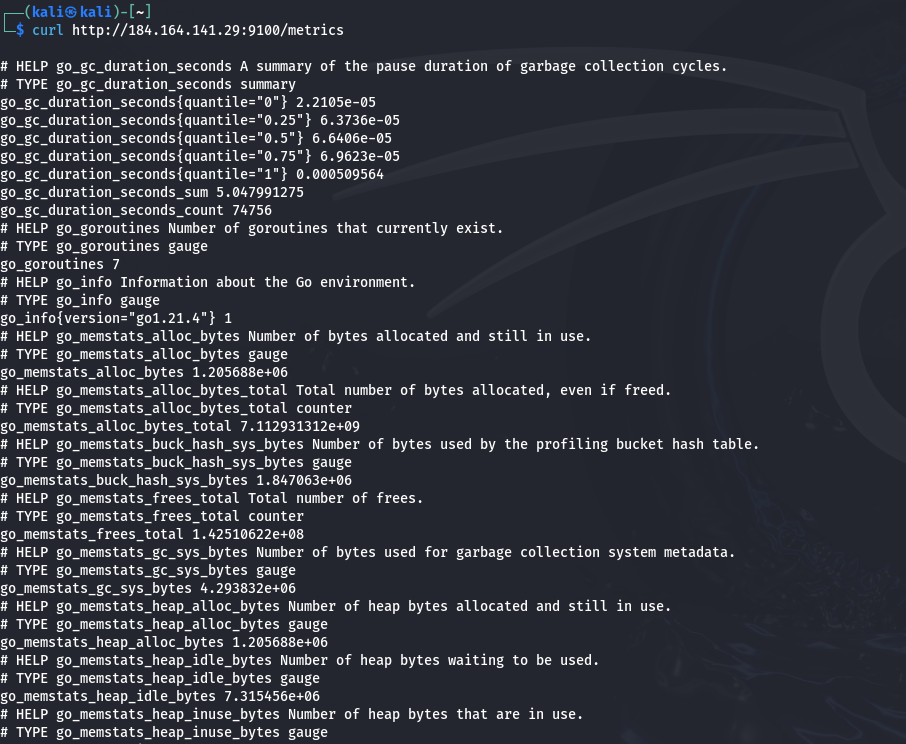 ┌──(kali㉿kali)-[~]
└─$ curl http://184.164.141.29:9100/metrics
# HELP go_gc_duration_seconds A summary of the pause duration of garbage collection cycles.
# TYPE go_gc_duration_seconds summary
go_gc_duration_seconds{quantile="0"} 2.2105e-05
go_gc_duration_seconds{quantile="0.25"} 6.3736e-05
go_gc_duration_seconds{quantile="0.5"} 6.6406e-05
go_gc_duration_seconds{quantile="0.75"} 6.9623e-05
go_gc_duration_seconds{quantile="1"} 0.000509564
go_gc_duration_seconds_sum 5.047991275
go_gc_duration_seconds_count 74756
# HELP go_goroutines Number of goroutines that currently exist.
# TYPE go_goroutines gauge
go_goroutines 7
# HELP go_info Information about the Go environment.
# TYPE go_info gauge
go_info{version="go1.21.4"} 1
# HELP go_memstats_alloc_bytes Number of bytes allocated and still in use.
# TYPE go_memstats_alloc_bytes gauge
go_memstats_alloc_bytes 1.205688e+06
# HELP go_memstats_alloc_bytes_total Total number of bytes allocated, even if freed.
# TYPE go_memstats_alloc_bytes_total counter
go_memstats_alloc_bytes_total 7.112931312e+09
# HELP go_memstats_buck_hash_sys_bytes Number of bytes used by the profiling bucket hash table.
# TYPE go_memstats_buck_hash_sys_bytes gauge
go_memstats_buck_hash_sys_bytes 1.847063e+06
# HELP go_memstats_frees_total Total number of frees.
# TYPE go_memstats_frees_total counter
go_memstats_frees_total 1.42510622e+08
# HELP go_memstats_gc_sys_bytes Number of bytes used for garbage collection system metadata.
# TYPE go_memstats_gc_sys_bytes gauge
go_memstats_gc_sys_bytes 4.293832e+06
# HELP go_memstats_heap_alloc_bytes Number of heap bytes allocated and still in use.
# TYPE go_memstats_heap_alloc_bytes gauge
go_memstats_heap_alloc_bytes 1.205688e+06
# HELP go_memstats_heap_idle_bytes Number of heap bytes waiting to be used.
# TYPE go_memstats_heap_idle_bytes gauge
go_memstats_heap_idle_bytes 7.315456e+06
# HELP go_memstats_heap_inuse_bytes Number of heap bytes that are in use.
# TYPE go_memstats_heap_inuse_bytes gauge